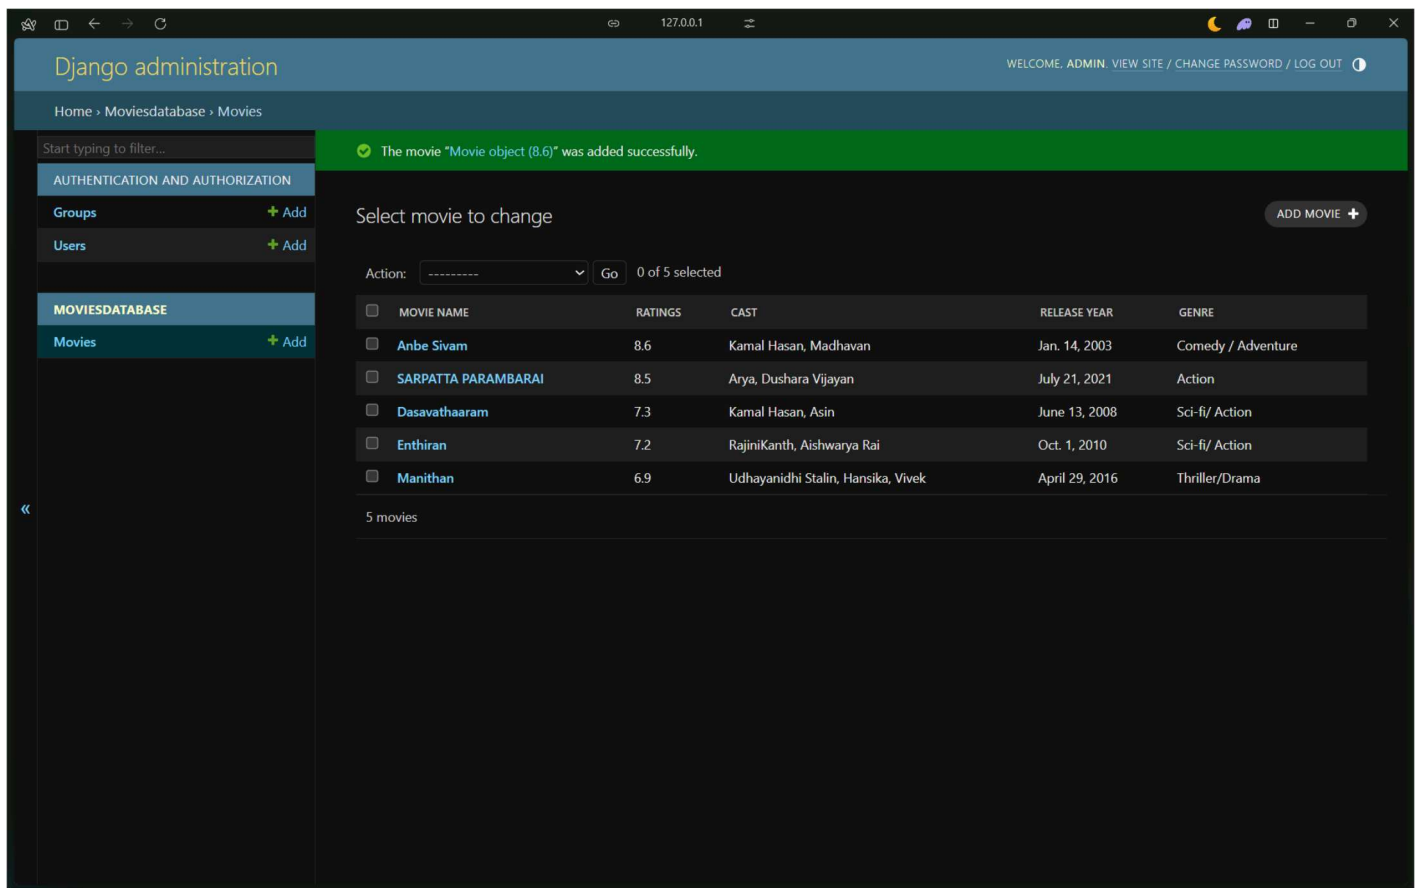 127.0.0.1
Django administration
WELCOME, ADMIN. VIEW SITE / CHANGE PASSWORD / LOG OUT
Home › Moviesdatabase › Movies
Start typing to filter...
AUTHENTICATION AND AUTHORIZATION
Groups + Add
Users + Add
MOVIESDATABASE
Movies + Add
«
The movie “Movie object (8.6)” was added successfully.
Select movie to change
ADD MOVIE +
Action: --------- Go 0 of 5 selected
MOVIE NAME RATINGS CAST RELEASE YEAR GENRE
Anbe Sivam 8.6 Kamal Hasan, Madhavan Jan. 14, 2003 Comedy / Adventure
SARPATTA PARAMBARAI 8.5 Arya, Dushara Vijayan July 21, 2021 Action
Dasavathaaram 7.3 Kamal Hasan, Asin June 13, 2008 Sci-fi/ Action
Enthiran 7.2 RajiniKanth, Aishwarya Rai Oct. 1, 2010 Sci-fi/ Action
Manithan 6.9 Udhayanidhi Stalin, Hansika, Vivek April 29, 2016 Thriller/Drama
5 movies